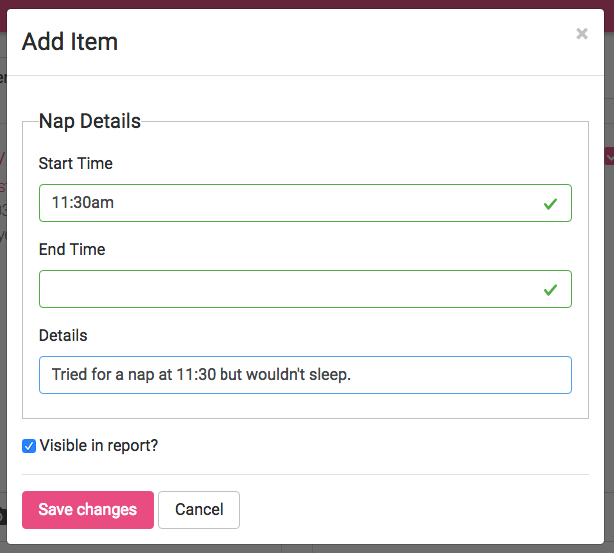 Add Item
×
Nap Details
Start Time
11:30am
End Time
Details
Tried for a nap at 11:30 but wouldn't sleep.
Visible in report?
Save changes Cancel